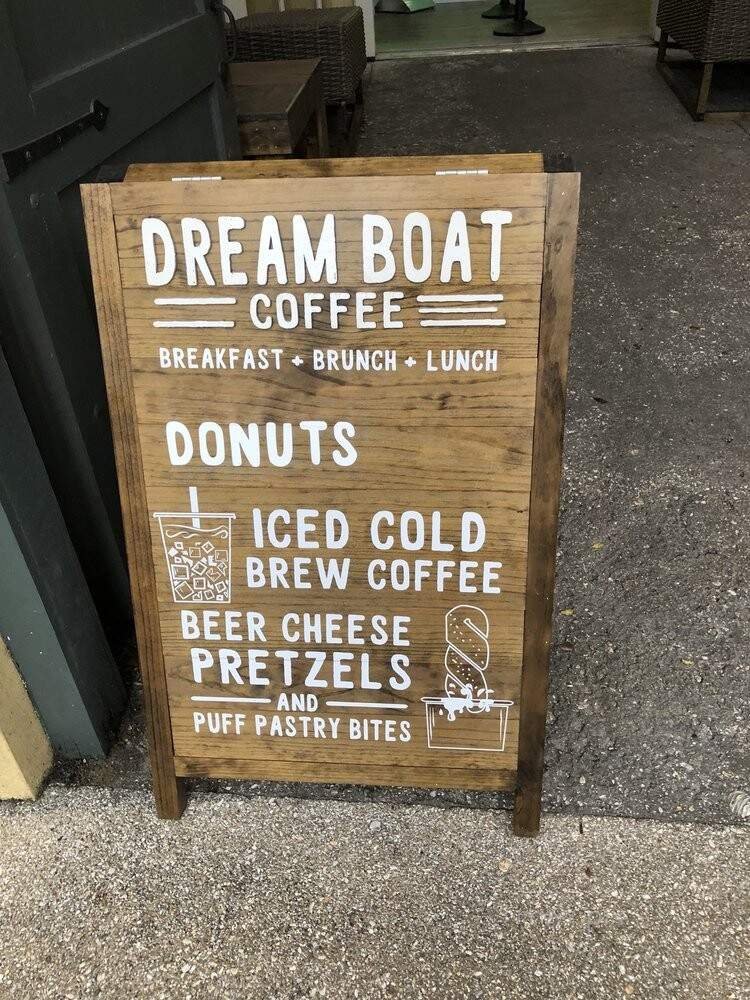 DREAM BOAT
COFFEE
BREAKFAST + BRUNCH + LUNCH
DONUTS
ICED COLD
BREW COFFEE
BEER CHEESE
PRETZELS
AND
PUFF PASTRY BITES